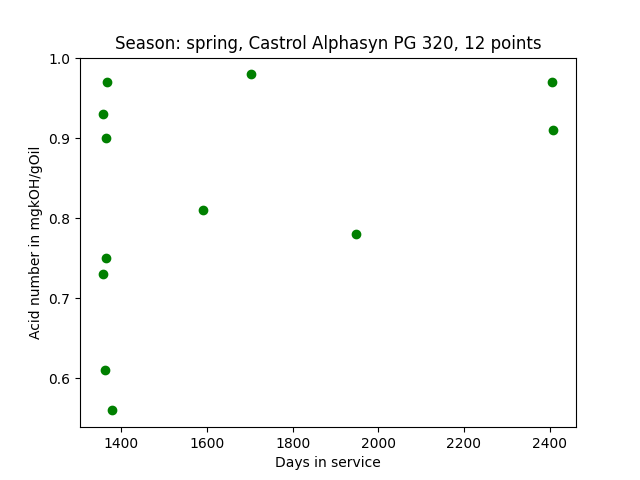 Season: spring, Castrol Alphasyn PG 320, 12 points
1.0
0.9
0.8
0.7
0.6
Acid number in mgkOH/gOil
1400 1600 1800 2000 2200 2400
Days in service